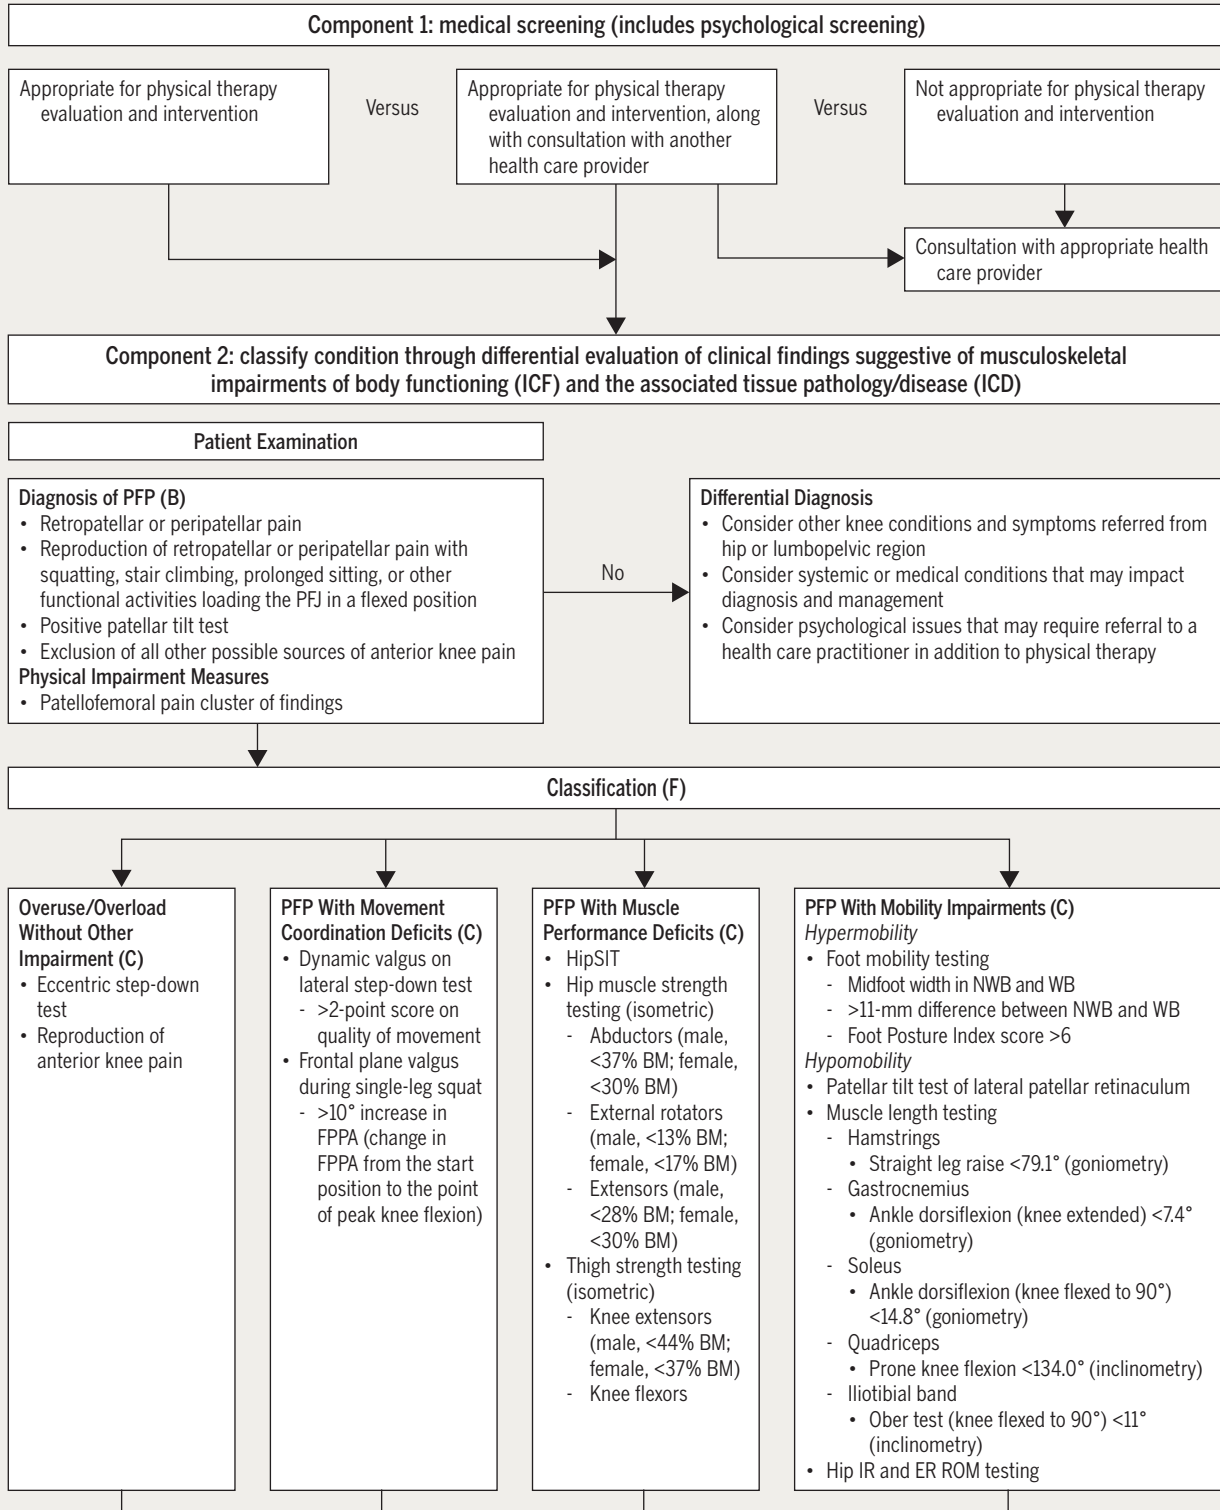 Component 1: medical screening (includes psychological screening)
Appropriate for physical therapy
evaluation and intervention
Versus
Appropriate for physical therapy
evaluation and intervention, along
with consultation with another
health care provider
Versus
Not appropriate for physical therapy
evaluation and intervention
Consultation with appropriate health
care provider
Component 2: classify condition through differential evaluation of clinical findings suggestive of musculoskeletal
impairments of body functioning (ICF) and the associated tissue pathology/disease (ICD)
Patient Examination
Diagnosis of PFP (B)
• Retropatellar or peripatellar pain
• Reproduction of retropatellar or peripatellar pain with
squatting, stair climbing, prolonged sitting, or other
functional activities loading the PFJ in a flexed position
• Positive patellar tilt test
• Exclusion of all other possible sources of anterior knee pain
Physical Impairment Measures
• Patellofemoral pain cluster of findings
No
Differential Diagnosis
• Consider other knee conditions and symptoms referred from
hip or lumbopelvic region
• Consider systemic or medical conditions that may impact
diagnosis and management
• Consider psychological issues that may require referral to a
health care practitioner in addition to physical therapy
Classification (F)
Overuse/Overload
Without Other
Impairment (C)
• Eccentric step-down
test
• Reproduction of
anterior knee pain
PFP With Movement
Coordination Deficits (C)
• Dynamic valgus on
lateral step-down test
- >2-point score on
quality of movement
• Frontal plane valgus
during single-leg squat
- >10° increase in
FPPA (change in
FPPA from the start
position to the point
of peak knee flexion)
PFP With Muscle
Performance Deficits (C)
• HipSIT
• Hip muscle strength
testing (isometric)
- Abductors (male,
<37% BM; female,
<30% BM)
- External rotators
(male, <13% BM;
female, <17% BM)
- Extensors (male,
<28% BM; female,
<30% BM)
• Thigh strength testing
(isometric)
- Knee extensors
(male, <44% BM;
female, <37% BM)
- Knee flexors
PFP With Mobility Impairments (C)
Hypermobility
• Foot mobility testing
- Midfoot width in NWB and WB
- >11-mm difference between NWB and WB
- Foot Posture Index score >6
Hypomobility
• Patellar tilt test of lateral patellar retinaculum
• Muscle length testing
- Hamstrings
• Straight leg raise <79.1° (goniometry)
- Gastrocnemius
• Ankle dorsiflexion (knee extended) <7.4°
(goniometry)
- Soleus
• Ankle dorsiflexion (knee flexed to 90°)
<14.8° (goniometry)
- Quadriceps
• Prone knee flexion <134.0° (inclinometry)
- Iliotibial band
• Ober test (knee flexed to 90°) <11°
(inclinometry)
• Hip IR and ER ROM testing